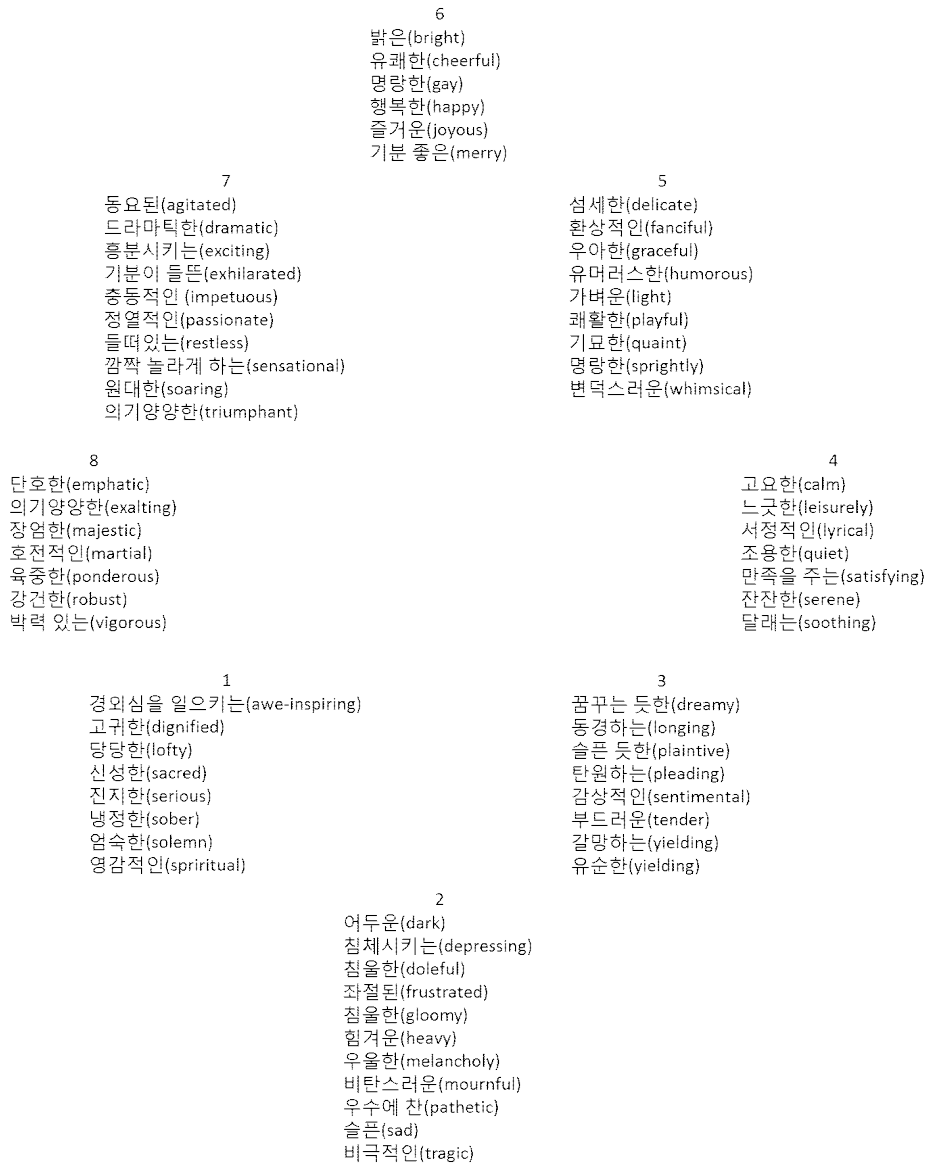 6
밝은(bright)
유쾌한(cheerful)
명랑한(gay)
행복한(happy)
즐거운(joyous)
기분 좋은(merry)
7
동요된(agitated)
드라마틱한(dramatic)
흥분시키는(exciting)
기분이 들뜬(exhilarated)
충동적인 (impetuous)
정열적인(passionate)
들떠있는(restless)
깜짝 놀라게 하는(sensational)
원대한(soaring)
의기양양한(triumphant)
5
섬세한(delicate)
환상적인(fanciful)
우아한(graceful)
유머러스한(humorous)
가벼운(light)
쾌활한(playful)
기묘한(quaint)
명랑한(sprightly)
변덕스러운(whimsical)
8
단호한(emphatic)
의기양양한(exalting)
장엄한(majestic)
호전적인(martial)
육중한(ponderous)
강건한(robust)
박력 있는(vigorous)
4
고요한(calm)
느긋한(leisurely)
서정적인(lyrical)
조용한(quiet)
만족을 주는(satisfying)
잔잔한(serene)
달래는(soothing)
1
경외심을 일으키는(awe-inspiring)
고귀한(dignified)
당당한(lofty)
신성한(sacred)
진지한(serious)
냉정한(sober)
엄숙한(solemn)
영감적인(spriritual)
3
꿈꾸는 듯한(dreamy)
동경하는(longing)
슬픈 듯한(plaintive)
탄원하는(pleading)
감상적인(sentimental)
부드러운(tender)
갈망하는(yielding)
유순한(yielding)
2
어두운(dark)
침체시키는(depressing)
침울한(doleful)
좌절된(frustrated)
침울한(gloomy)
힘겨운(heavy)
우울한(melancholy)
비탄스러운(mournful)
우수에 찬(pathetic)
슬픈(sad)
비극적인(tragic)